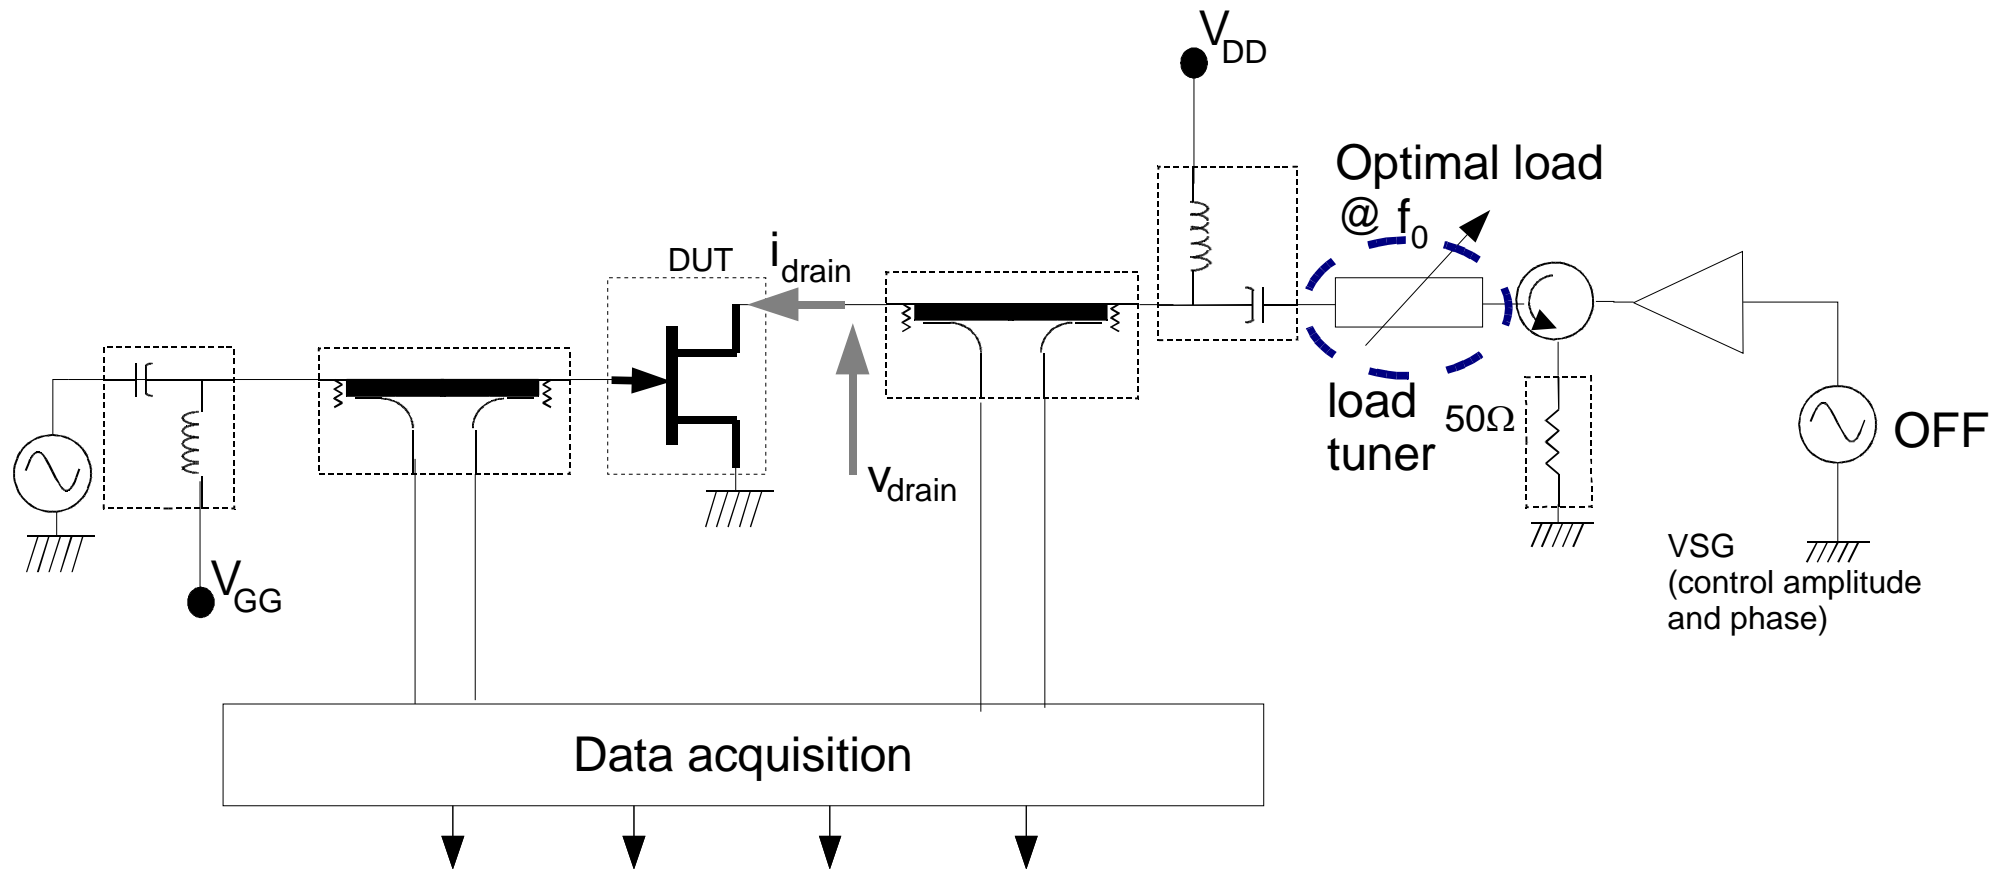 VDD
Optimal load
@ f0
DUT
idrain
load
tuner
50Ω
OFF
vdrain
VGG
VSG
(control amplitude
and phase)
Data acquisition